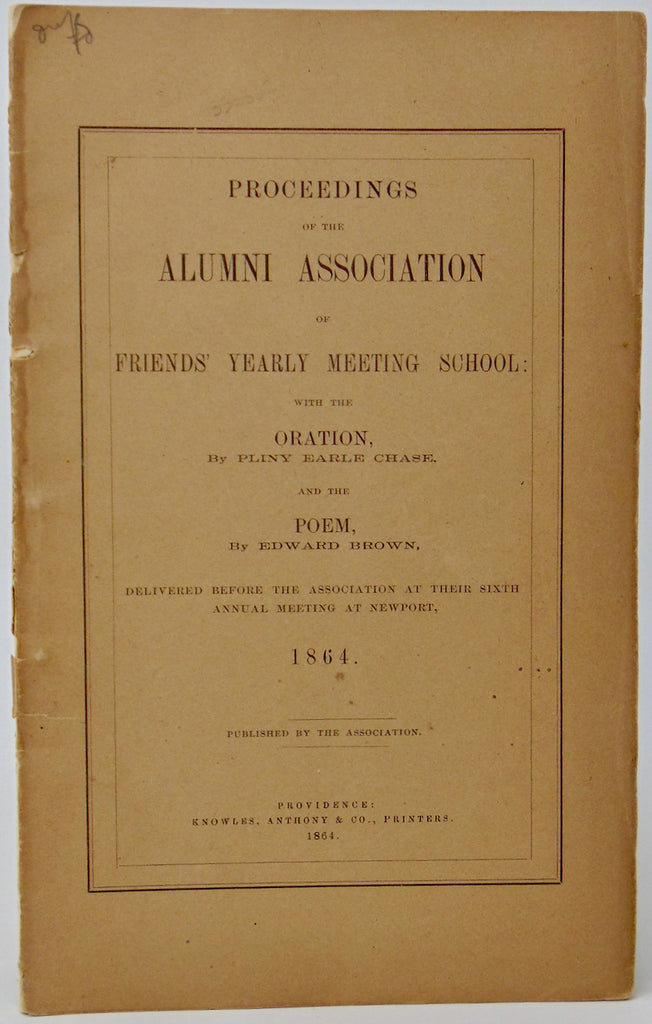 PROCEEDINGS
OF THE
ALUMNI ASSOCIATION
OF
FRIENDS' YEARLY MEETING SCHOOL:
WITH THE
ORATION,
By PLINY EARLE CHASE.
AND THE
POEM,
By EDWARD BROWN,
DELIVERED BEFORE THE ASSOCIATION AT THEIR SIXTH
ANNUAL MEETING AT NEWPORT,
1864.
PUBLISHED BY THE ASSOCIATION.
PROVIDENCE:
KNOWLES, ANTHONY & CO., PRINTERS.
1864.